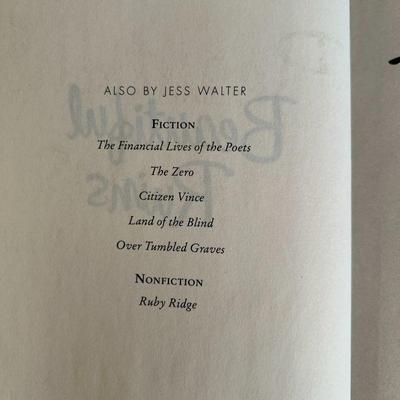 ALSO BY JESS WALTER
FICTION
The Financial Lives of the Poets
The Zero
Citizen Vince
Land of the Blind
Over Tumbled Graves
NONFICTION
Ruby Ridge